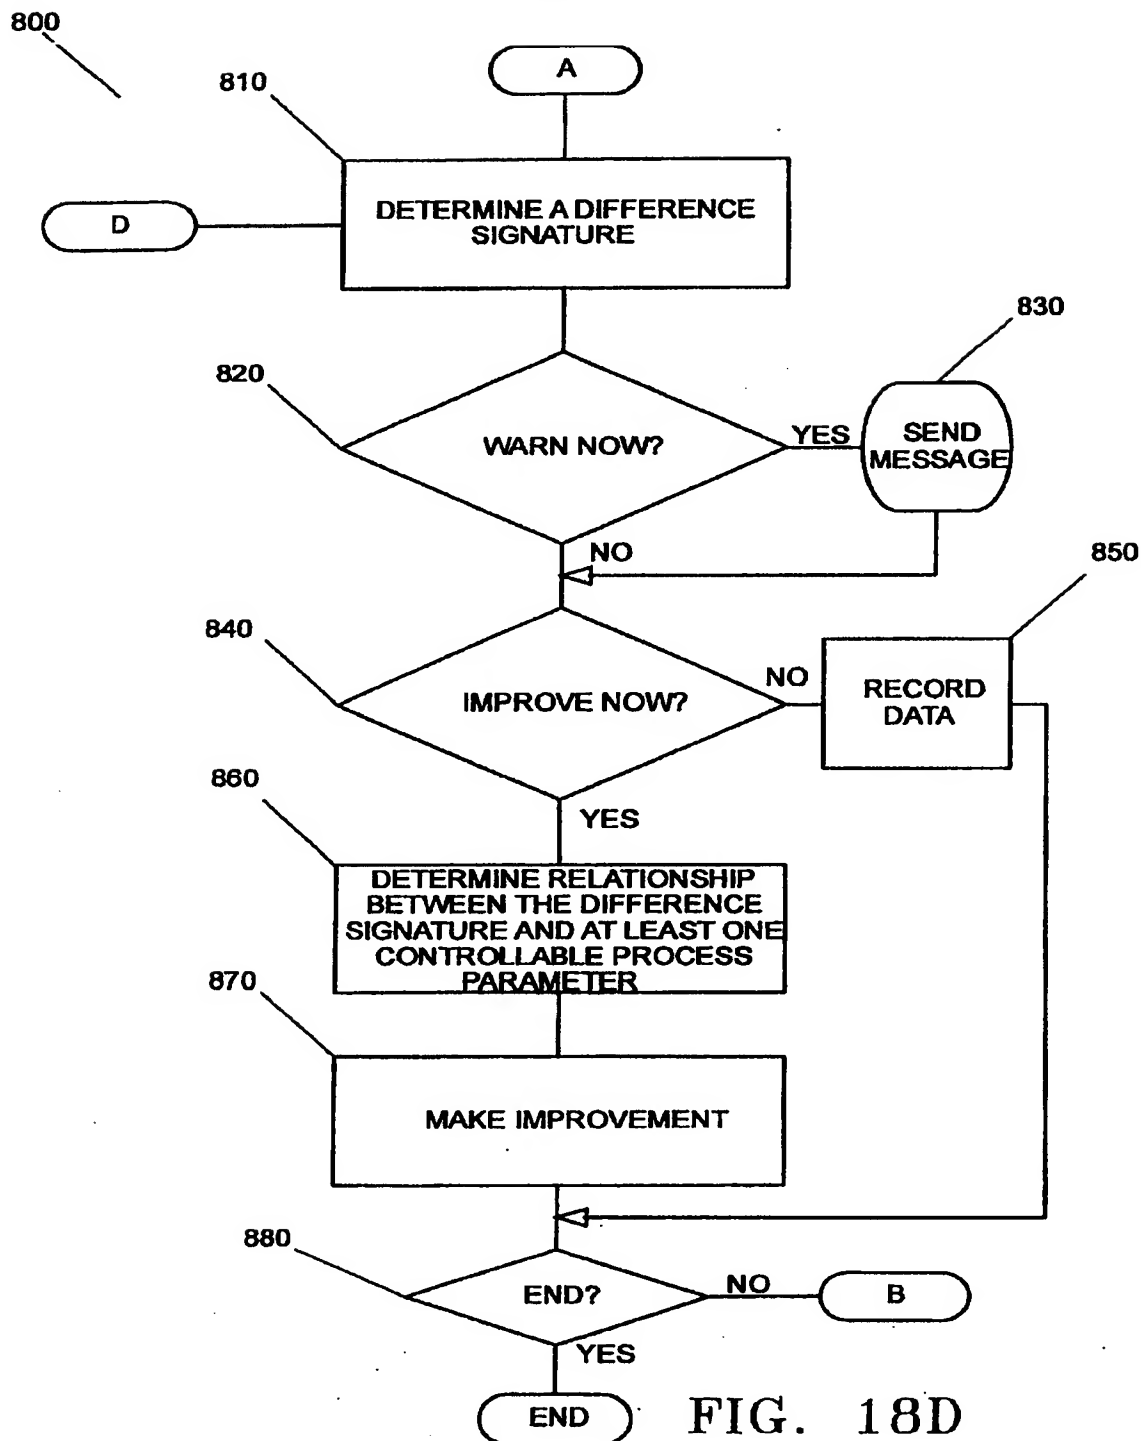 800
A
810
DETERMINE A DIFFERENCE
SIGNATURE
D
830
820
WARN NOW?
YES
SEND
MESSAGE
NO
850
840
IMPROVE NOW?
NO
RECORD
DATA
860
YES
DETERMINE RELATIONSHIP
BETWEEN THE DIFFERENCE
SIGNATURE AND AT LEAST ONE
CONTROLLABLE PROCESS
PARAMETER
870
MAKE IMPROVEMENT
880
END?
NO
B
YES
END
FIG. 18D